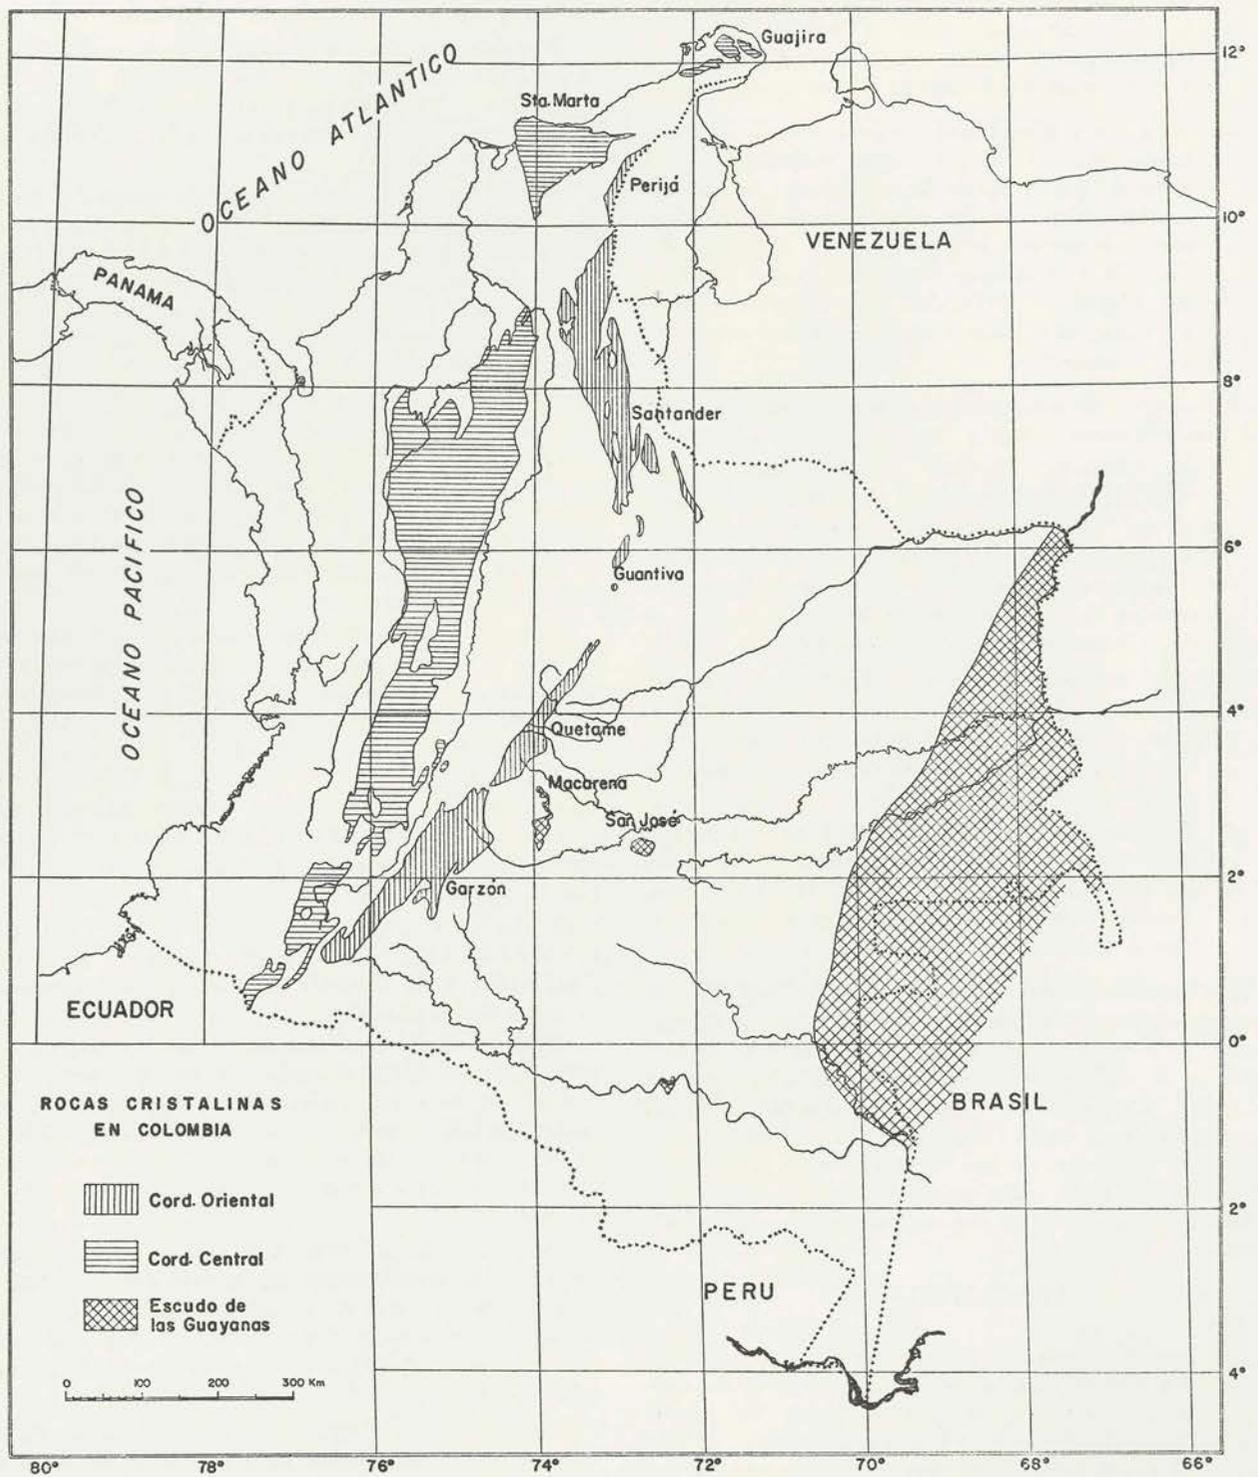 Guajira
12°
OCEANO ATLANTICO
Sta. Marta
Perijá
10°
VENEZUELA
PANAMA
8°
Santander
OCEANO PACIFICO
6°
Guantiva
4°
Quetame
Macarena
San José
2°
Garzón
ECUADOR
0°
ROCAS CRISTALINAS
EN COLOMBIA
BRASIL
Cord. Oriental
2°
Cord. Central
PERU
Escudo de
las Guayanas
4°
0 100 200 300 Km
80° 78° 76° 74° 72° 70° 68° 66°